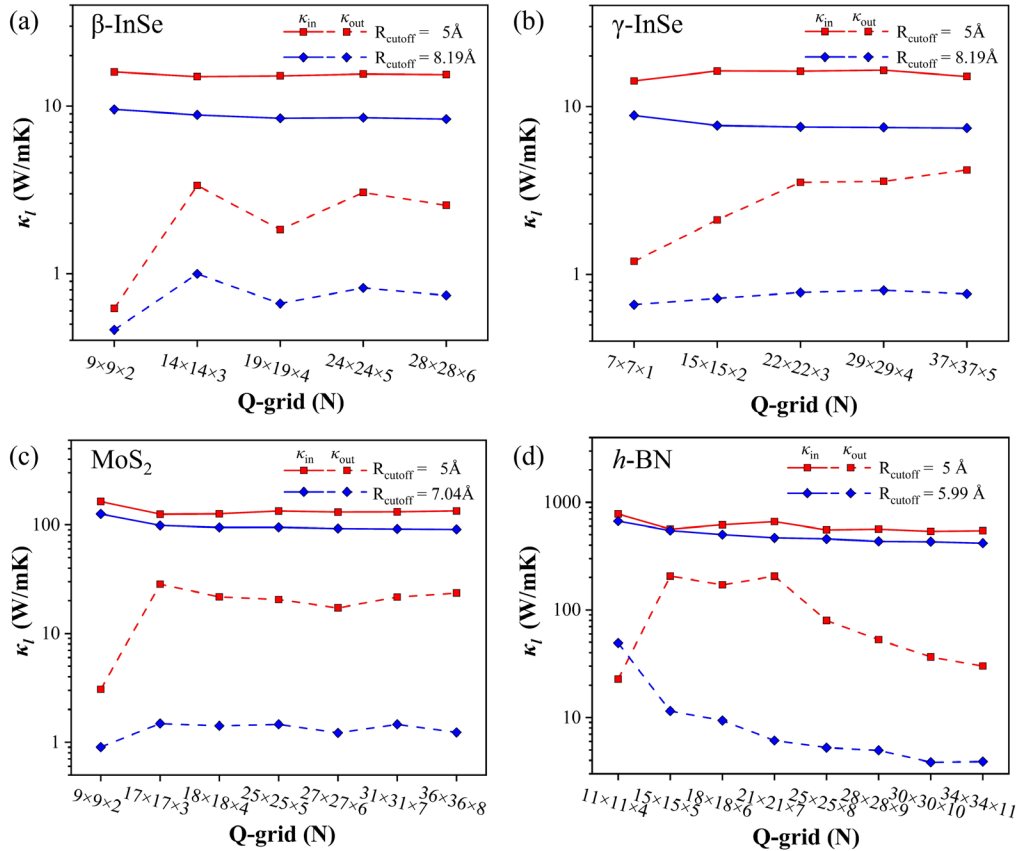 (a) β-InSe
κin κout
Rcutoff = 5Å
Rcutoff = 8.19Å
10
1
κl (W/mK)
9×9×2 14×14×3 19×19×4 24×24×5 28×28×6
Q-grid (N)
(b) γ-InSe
κin κout
Rcutoff = 5Å
Rcutoff = 8.19Å
10
1
κl (W/mK)
7×7×1 15×15×2 22×22×3 29×29×4 37×37×5
Q-grid (N)
(c) MoS2
κin κout
Rcutoff = 5Å
Rcutoff = 7.04Å
100
10
1
κl (W/mK)
9×9×2 17×17×3 18×18×4 25×25×5 27×27×6 31×31×7 36×36×8
Q-grid (N)
(d) h-BN
κin κout
Rcutoff = 5 Å
Rcutoff = 5.99 Å
1000
100
10
κl (W/mK)
11×11×4 15×15×5 18×18×6 21×21×7 25×25×8 28×28×9 30×30×10 34×34×11
Q-grid (N)